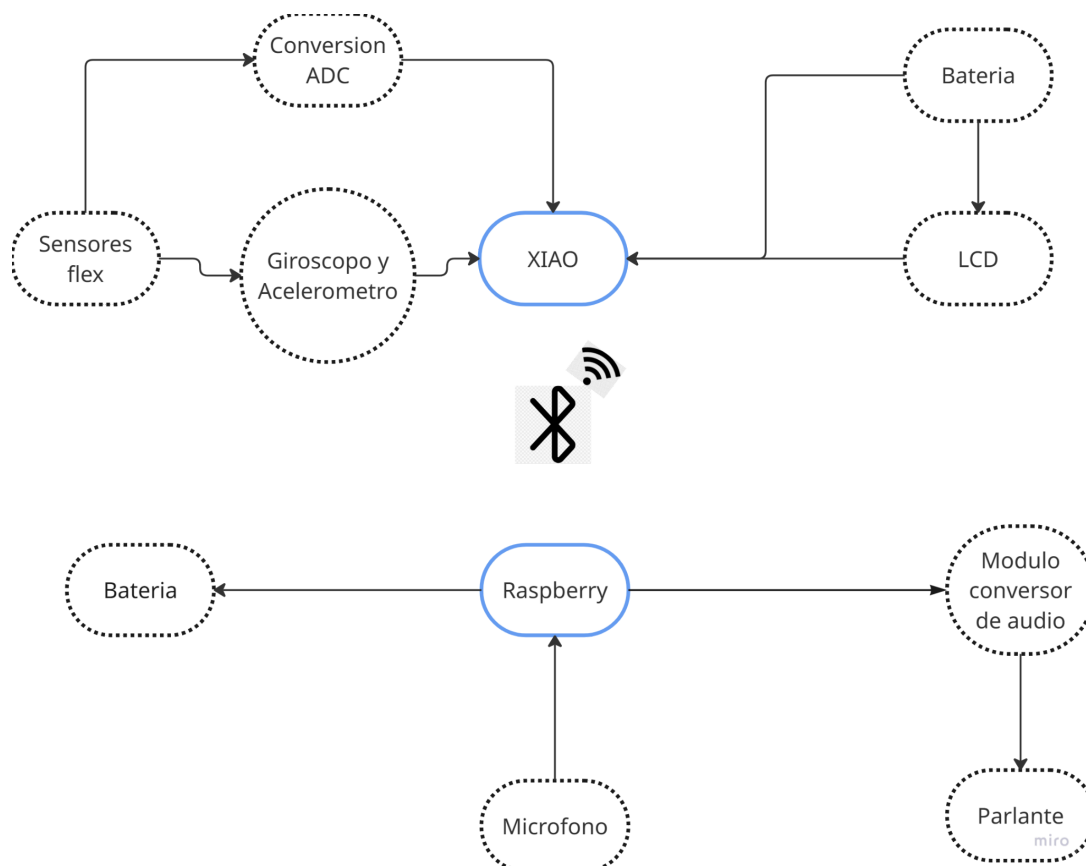 Conversion
ADC
Bateria
Sensores
flex
Giroscopo y
Acelerometro
XIAO
LCD
Bateria
Raspberry
Modulo
conversor
de audio
Microfono
Parlante
miro